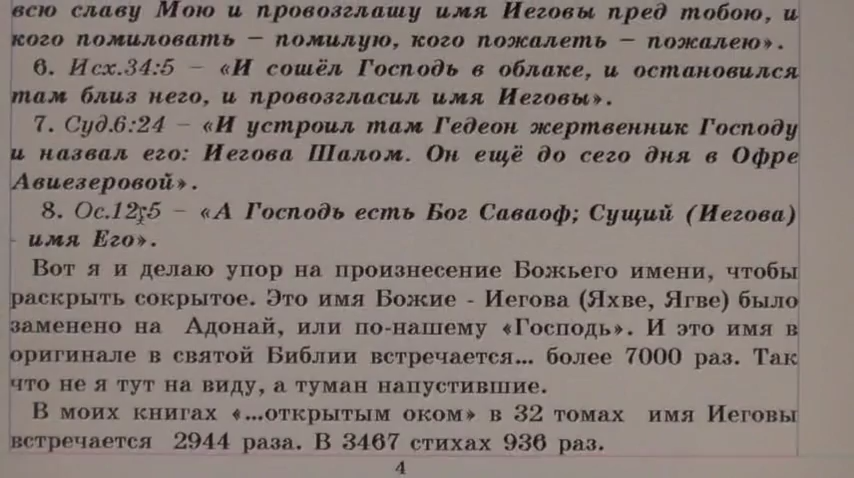 всю славу Мою и провозглашу имя Иеговы пред тобою, и
кого помиловать – помилую, кого пожалеть – пожалею».
6. Исх.34:5 – «И сошёл Господь в облаке, и остановился
там близ него, и провозгласил имя Иеговы».
7. Суд.6:24 – «И устроил там Гедеон жертвенник Господу
и назвал его: Иегова Шалом. Он ещё до сего дня в Офре
Авиезеровой».
8. Ос.12:5 – «А Господь есть Бог Саваоф; Сущий (Иегова)
- имя Его».
Вот я и делаю упор на произнесение Божьего имени, чтобы
раскрыть сокрытое. Это имя Божие - Иегова (Яхве, Ягве) было
заменено на Адонай, или по-нашему «Господь». И это имя в
оригинале в святой Библии встречается... более 7000 раз. Так
что не я тут на виду, а туман напустившие.
В моих книгах «...открытым оком» в 32 томах имя Иеговы
встречается 2944 раза. В 3467 стихах 936 раз.
4